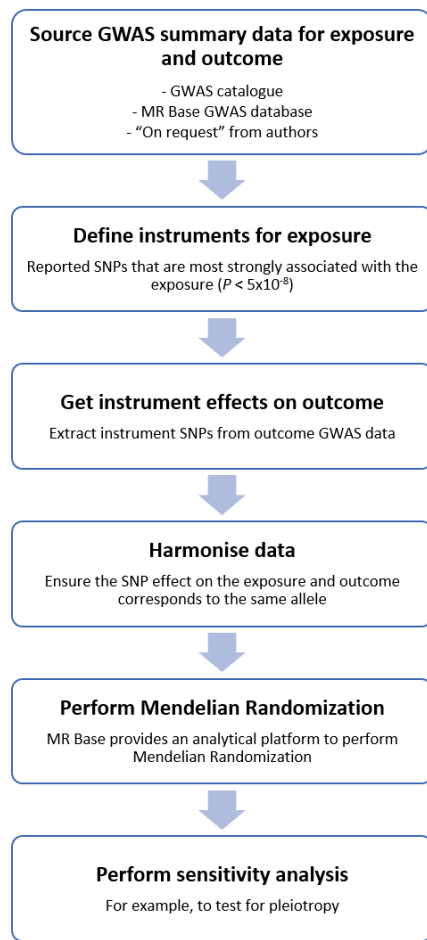 Source GWAS summary data for exposure
and outcome
- GWAS catalogue
- MR Base GWAS database
- “On request” from authors
Define instruments for exposure
Reported SNPs that are most strongly associated with the
exposure (P < 5x10⁻⁸)
Get instrument effects on outcome
Extract instrument SNPs from outcome GWAS data
Harmonise data
Ensure the SNP effect on the exposure and outcome
corresponds to the same allele
Perform Mendelian Randomization
MR Base provides an analytical platform to perform
Mendelian Randomization
Perform sensitivity analysis
For example, to test for pleiotropy